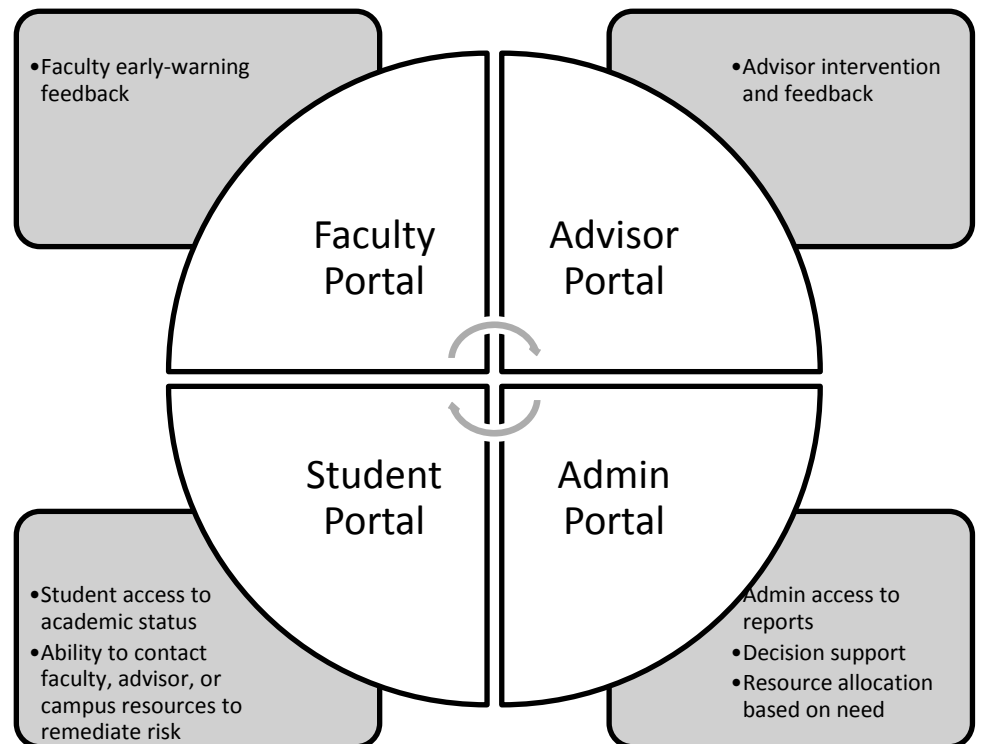 •Faculty early-warning
feedback
•Advisor intervention
and feedback
Faculty
Portal
Advisor
Portal
Student
Portal
Admin
Portal
•Student access to
academic status
•Ability to contact
faculty, advisor, or
campus resources to
remediate risk
Admin access to
reports
•Decision support
•Resource allocation
based on need